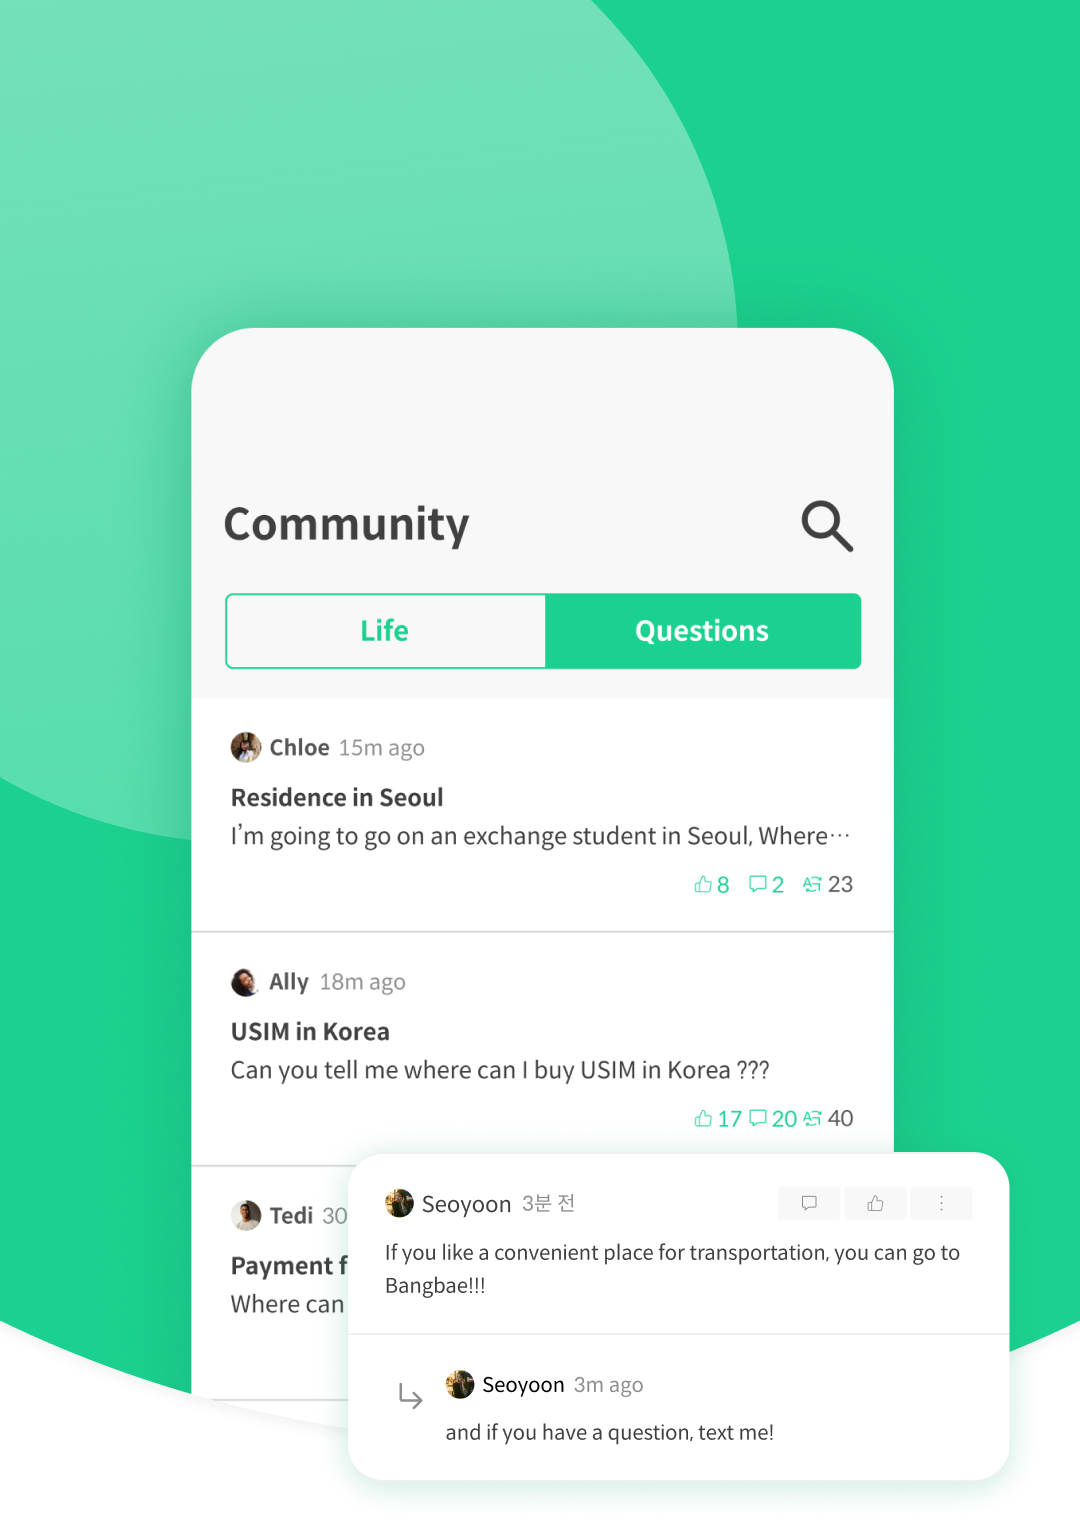 Community
Life
Questions
Chloe 15m ago
Residence in Seoul
I'm going to go on an exchange student in Seoul, Where···
8 2 23
Ally 18m ago
USIM in Korea
Can you tell me where can I buy USIM in Korea ???
17 20 40
Tedi 30
Payment f
Where can
Seoyoon 3분 전
If you like a convenient place for transportation, you can go to
Bangbae!!!
Seoyoon 3m ago
and if you have a question, text me!